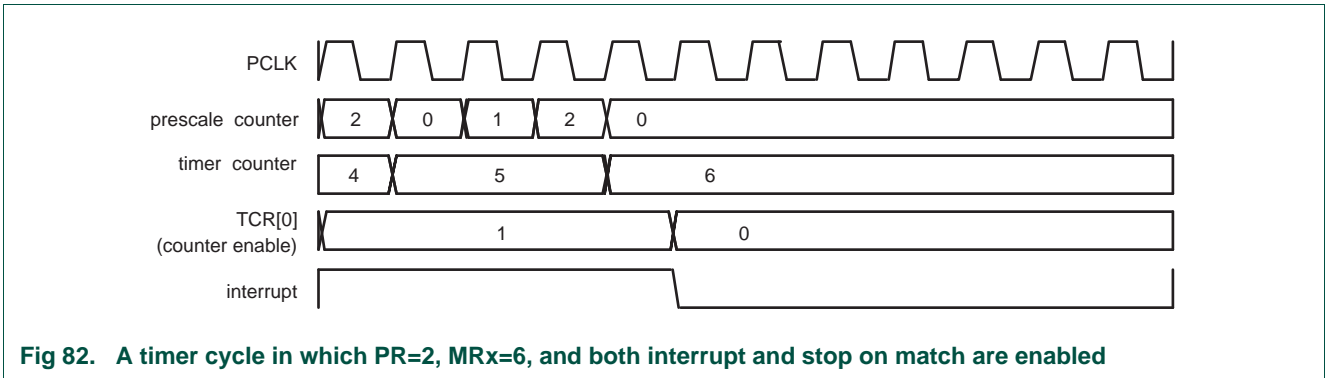 PCLK
prescale counter 2 0 1 2 0
timer counter 4 5 6
TCR[0]
(counter enable) 1 0
interrupt
Fig 82. A timer cycle in which PR=2, MRx=6, and both interrupt and stop on match are enabled